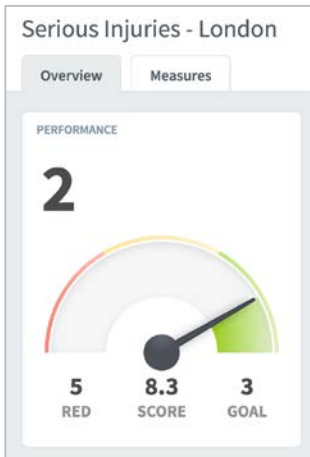 Serious Injuries - London
Overview Measures
PERFORMANCE
2
5 8.3 3
RED SCORE GOAL